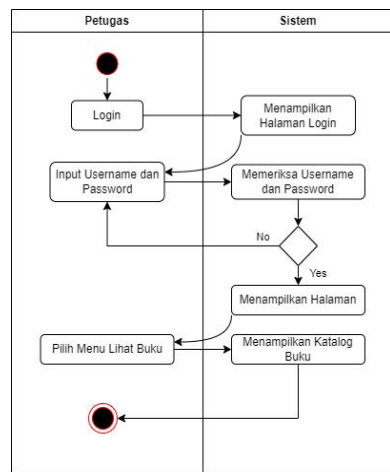 Petugas
Sistem
Login
Menampilkan
Halaman Login
Input Username dan
Password
Memeriksa Username
dan Password
No
Yes
Menampilkan Halaman
Pilih Menu Lihat Buku
Menampilkan Katalog
Buku